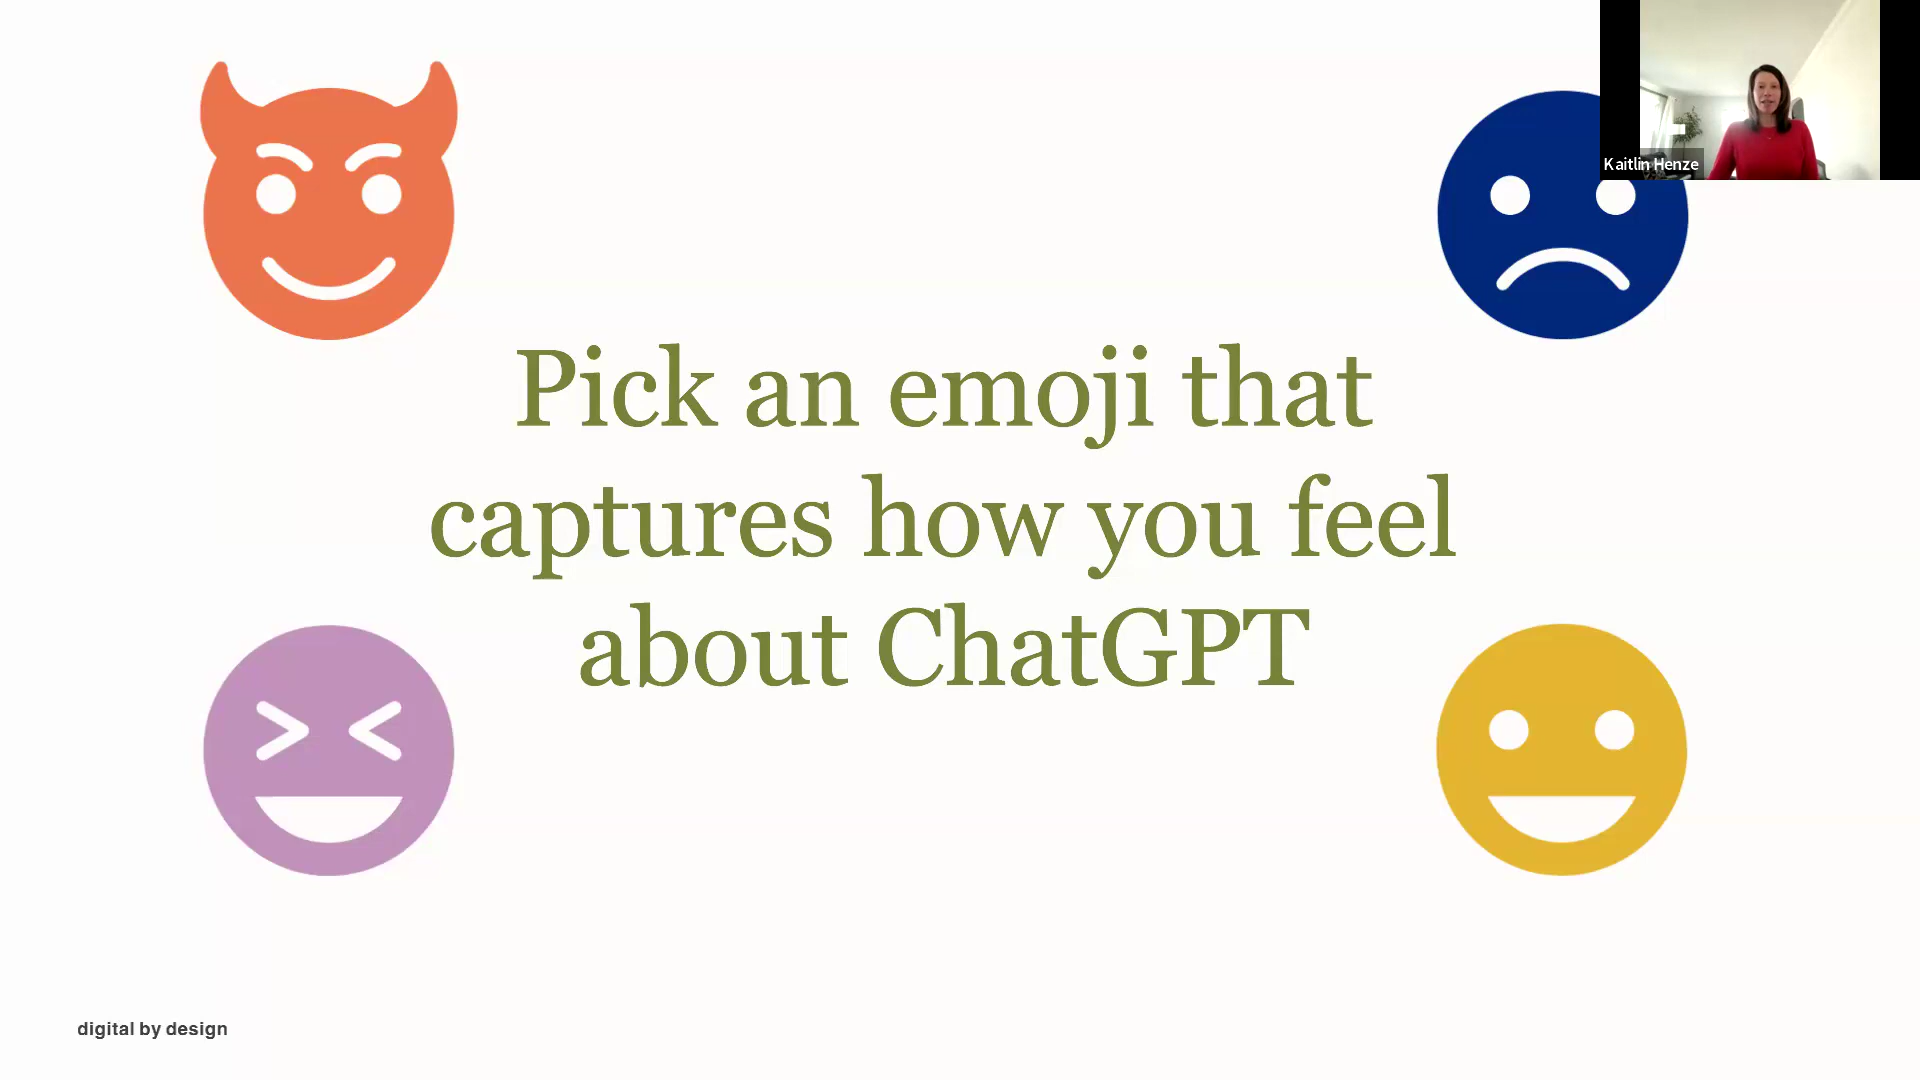 Kaitlin Henze
Pick an emoji that
captures how you feel
about ChatGPT
digital by design